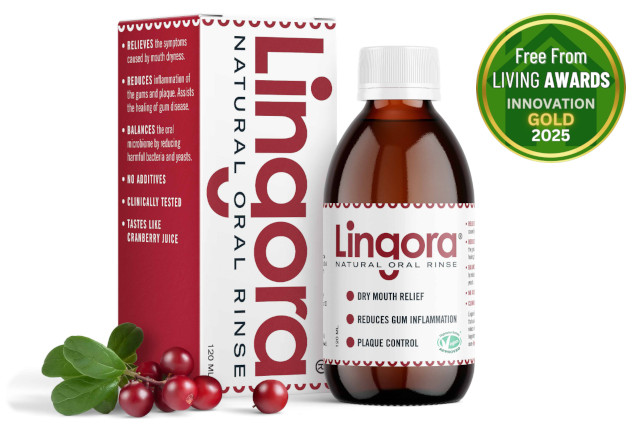 • RELIEVES the symptoms
caused by mouth dryness.
• REDUCES inflammation of
the gums and plaque. Assists
the healing of gum disease.
• BALANCES the oral
microbiome by reducing
harmful bacteria and yeasts.
• NO ADDITIVES
• CLINICALLY TESTED
• TASTES LIKE
CRANBERRY JUICE
Lingora
NATURAL ORAL RINSE
120 ML
Lingora®
NATURAL ORAL RINSE
DRY MOUTH RELIEF
REDUCES GUM INFLAMMATION
PLAQUE CONTROL
120 ML
Free From
LIVING AWARDS
INNOVATION
GOLD
2025